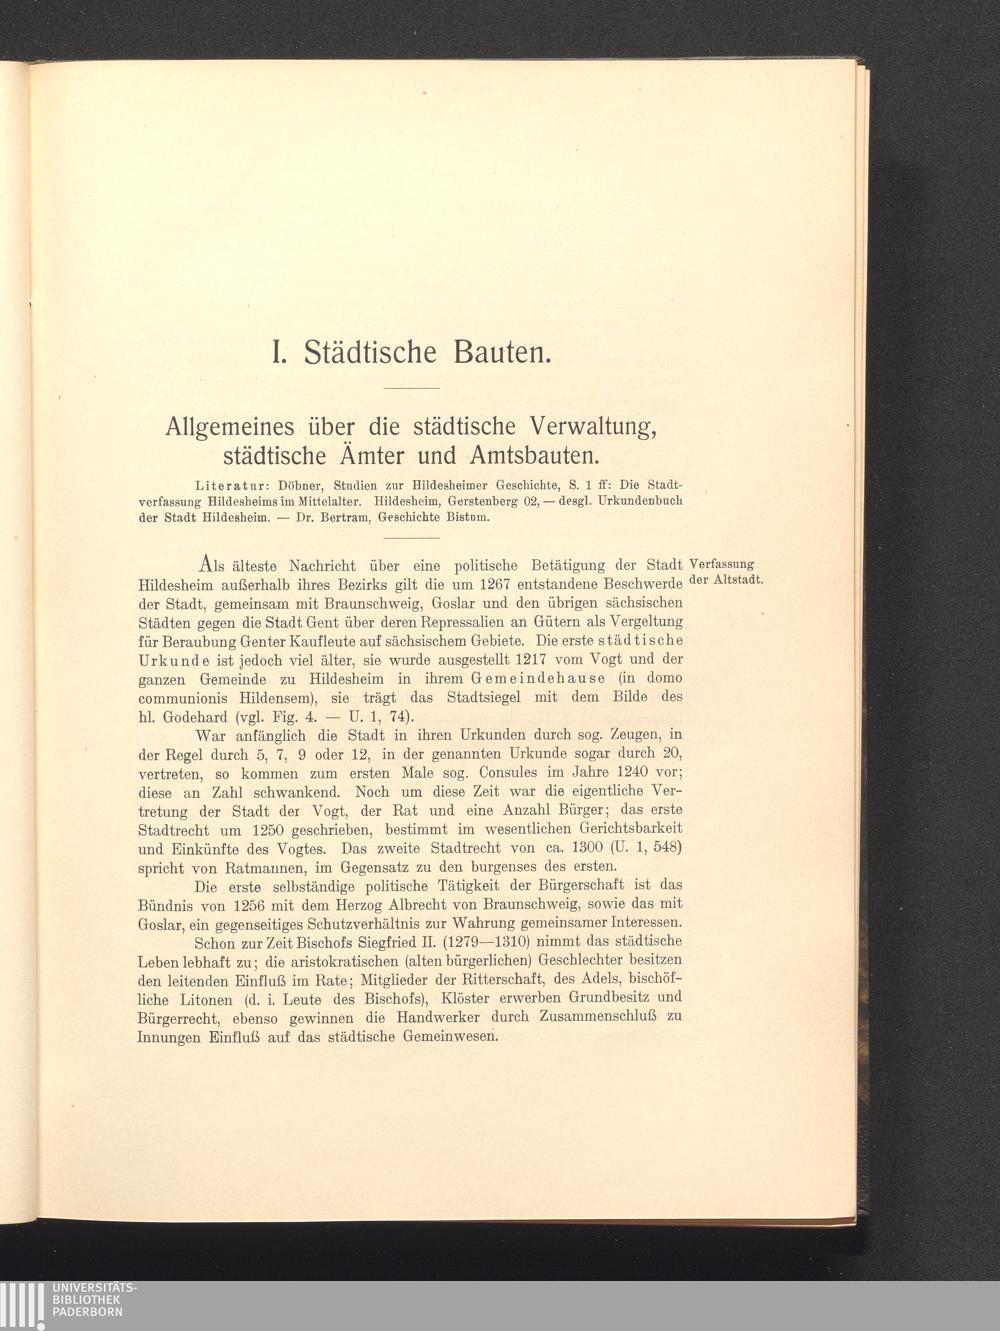 I. Städtische Bauten.
Allgemeines über die städtische Verwaltung,
städtische Ämter und Amtsbauten.
Literatur: Döbner, Studien zur Hildesheimer Geschichte, S. 1 ff: Die Stadt-
verfassung Hildesheims im Mittelalter. Hildesheim, Gerstenberg 02, — desgl. Urkundenbuch
der Stadt Hildesheim. — Dr. Bertram, Geschichte Bistum.
Als älteste Nachricht über eine politische Betätigung der Stadt
Hildesheim außerhalb ihres Bezirks gilt die um 1267 entstandene Beschwerde
der Stadt, gemeinsam mit Braunschweig, Goslar und den übrigen sächsischen
Städten gegen die Stadt Gent über deren Repressalien an Gütern als Vergeltung
für Beraubung Genter Kaufleute auf sächsischem Gebiete. Die erste städtische
Urkunde ist jedoch viel älter, sie wurde ausgestellt 1217 vom Vogt und der
ganzen Gemeinde zu Hildesheim in ihrem Gemeindehause (in domo
communionis Hildensem), sie trägt das Stadtsiegel mit dem Bilde des
hl. Godehard (vgl. Fig. 4. — U. 1, 74).
Verfassung
der Altstadt.
War anfänglich die Stadt in ihren Urkunden durch sog. Zeugen, in
der Regel durch 5, 7, 9 oder 12, in der genannten Urkunde sogar durch 20,
vertreten, so kommen zum ersten Male sog. Consules im Jahre 1240 vor;
diese an Zahl schwankend. Noch um diese Zeit war die eigentliche Ver-
tretung der Stadt der Vogt, der Rat und eine Anzahl Bürger; das erste
Stadtrecht um 1250 geschrieben, bestimmt im wesentlichen Gerichtsbarkeit
und Einkünfte des Vogtes. Das zweite Stadtrecht von ca. 1300 (U. 1, 548)
spricht von Ratmannen, im Gegensatz zu den burgenses des ersten.
Die erste selbständige politische Tätigkeit der Bürgerschaft ist das
Bündnis von 1256 mit dem Herzog Albrecht von Braunschweig, sowie das mit
Goslar, ein gegenseitiges Schutzverhältnis zur Wahrung gemeinsamer Interessen.
Schon zur Zeit Bischofs Siegfried II. (1279—1310) nimmt das städtische
Leben lebhaft zu; die aristokratischen (alten bürgerlichen) Geschlechter besitzen
den leitenden Einfluß im Rate; Mitglieder der Ritterschaft, des Adels, bischöf-
liche Litonen (d. i. Leute des Bischofs), Klöster erwerben Grundbesitz und
Bürgerrecht, ebenso gewinnen die Handwerker durch Zusammenschluß zu
Innungen Einfluß auf das städtische Gemeinwesen.
UNIVERSITÄTS-
BIBLIOTHEK
PADERBORN